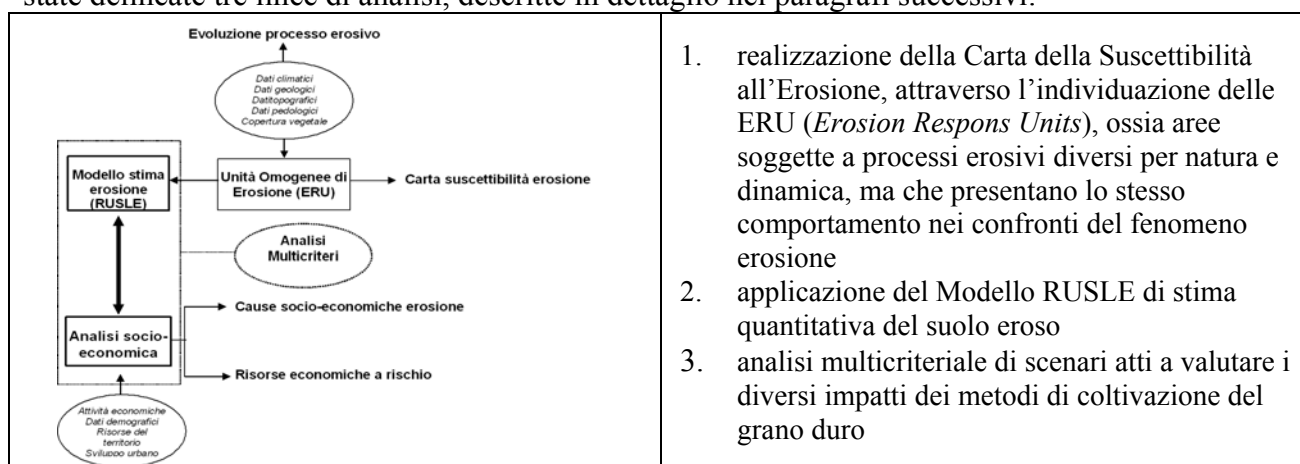 state delineate tre linee di analisi, descritte in dettaglio nei paragrafi successivi:
Evoluzione processo erosivo
Dati climatici
Dati geologici
Datitopografici
Dati pedologici
Copertura vegetale
Modello stima
erosione
(RUSLE)
Unità Omogenee di
Erosione (ERU)
Carta suscettibilità erosione
Analisi
Multicriteri
Cause socio-economiche erosione
Analisi socio-
economica
Risorse economiche a rischio
Attività economiche
Dati demografici
Risorse del
territorio
Sviluppo urbano
1. realizzazione della Carta della Suscettibilità
all’Erosione, attraverso l’individuazione delle
ERU (Erosion Respons Units), ossia aree
soggette a processi erosivi diversi per natura e
dinamica, ma che presentano lo stesso
comportamento nei confronti del fenomeno
erosione
2. applicazione del Modello RUSLE di stima
quantitativa del suolo eroso
3. analisi multicriteriale di scenari atti a valutare i
diversi impatti dei metodi di coltivazione del
grano duro